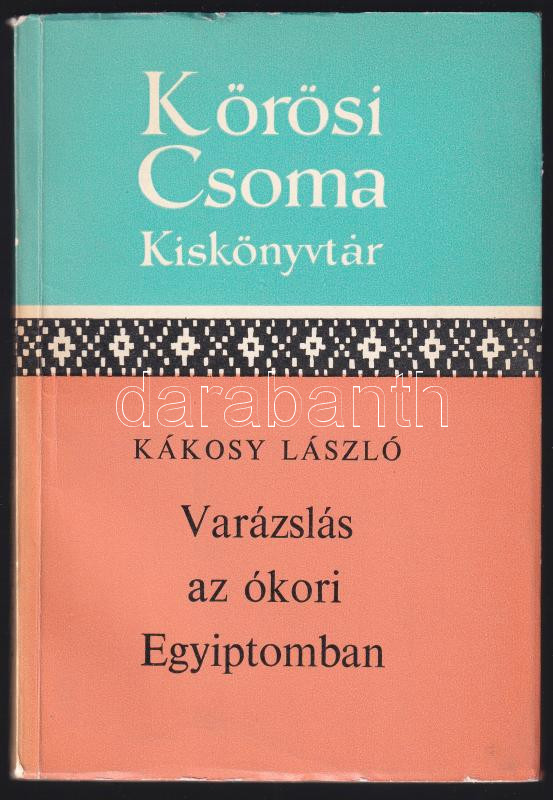 Kőrösi
Csoma
Kiskönyvtár
darabanth
KÁKOSY LÁSZLÓ
Varázslás
az ókori
Egyiptomban